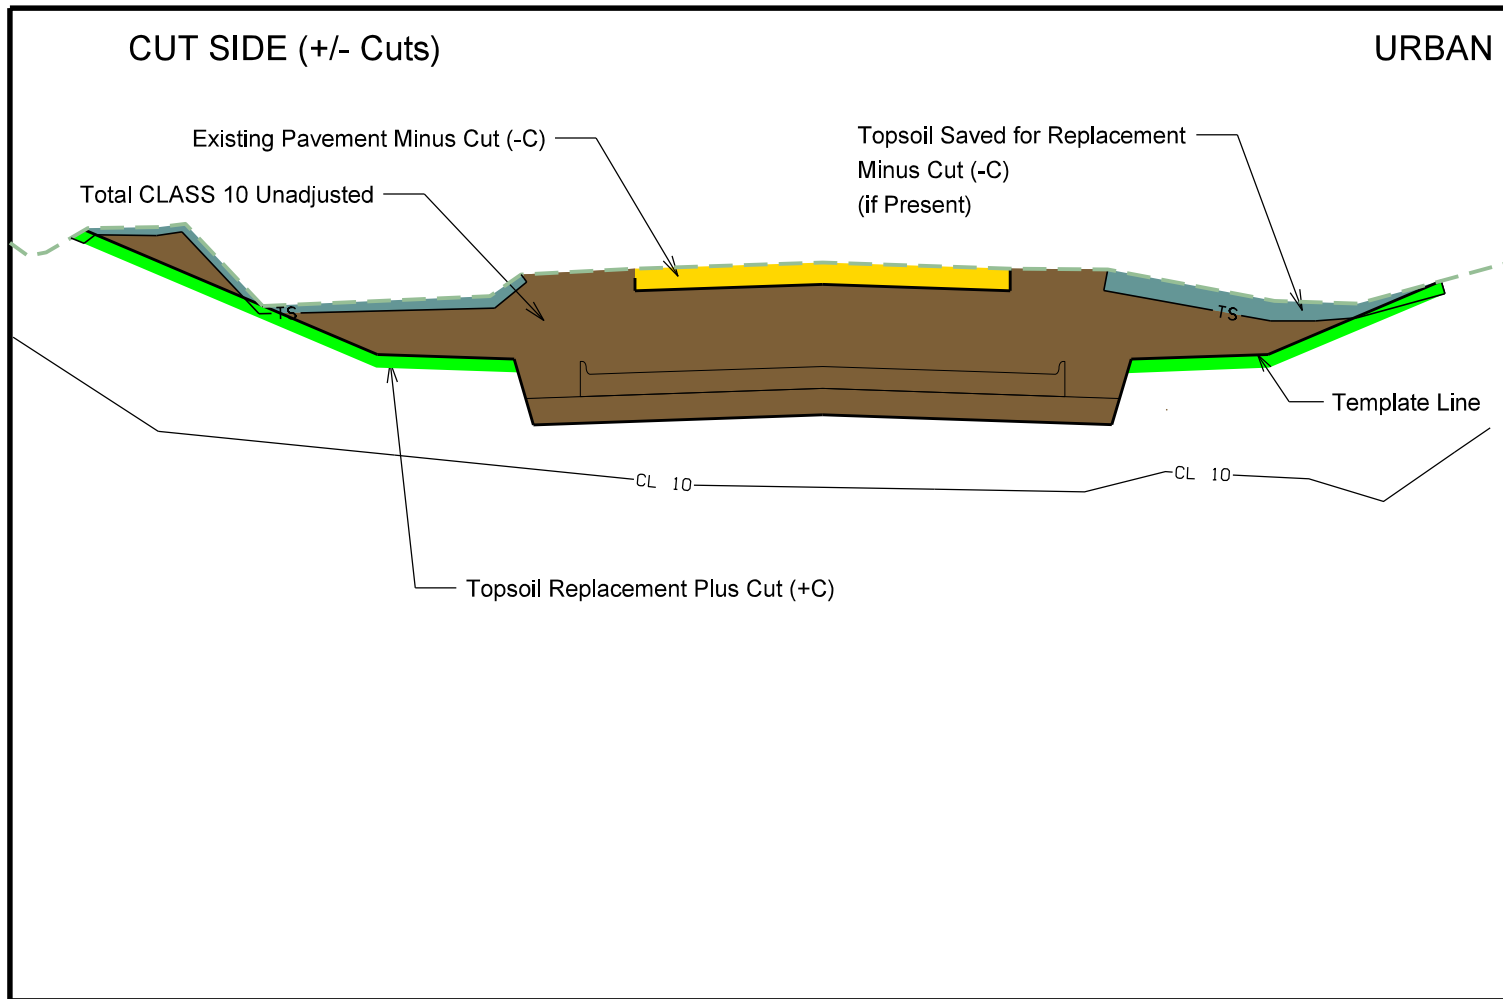 CUT SIDE (+/- Cuts)
URBAN
Existing Pavement Minus Cut (-C)
Topsoil Saved for Replacement
Minus Cut (-C)
(if Present)
Total CLASS 10 Unadjusted
TS
TS
Template Line
CL 10
CL 10
Topsoil Replacement Plus Cut (+C)